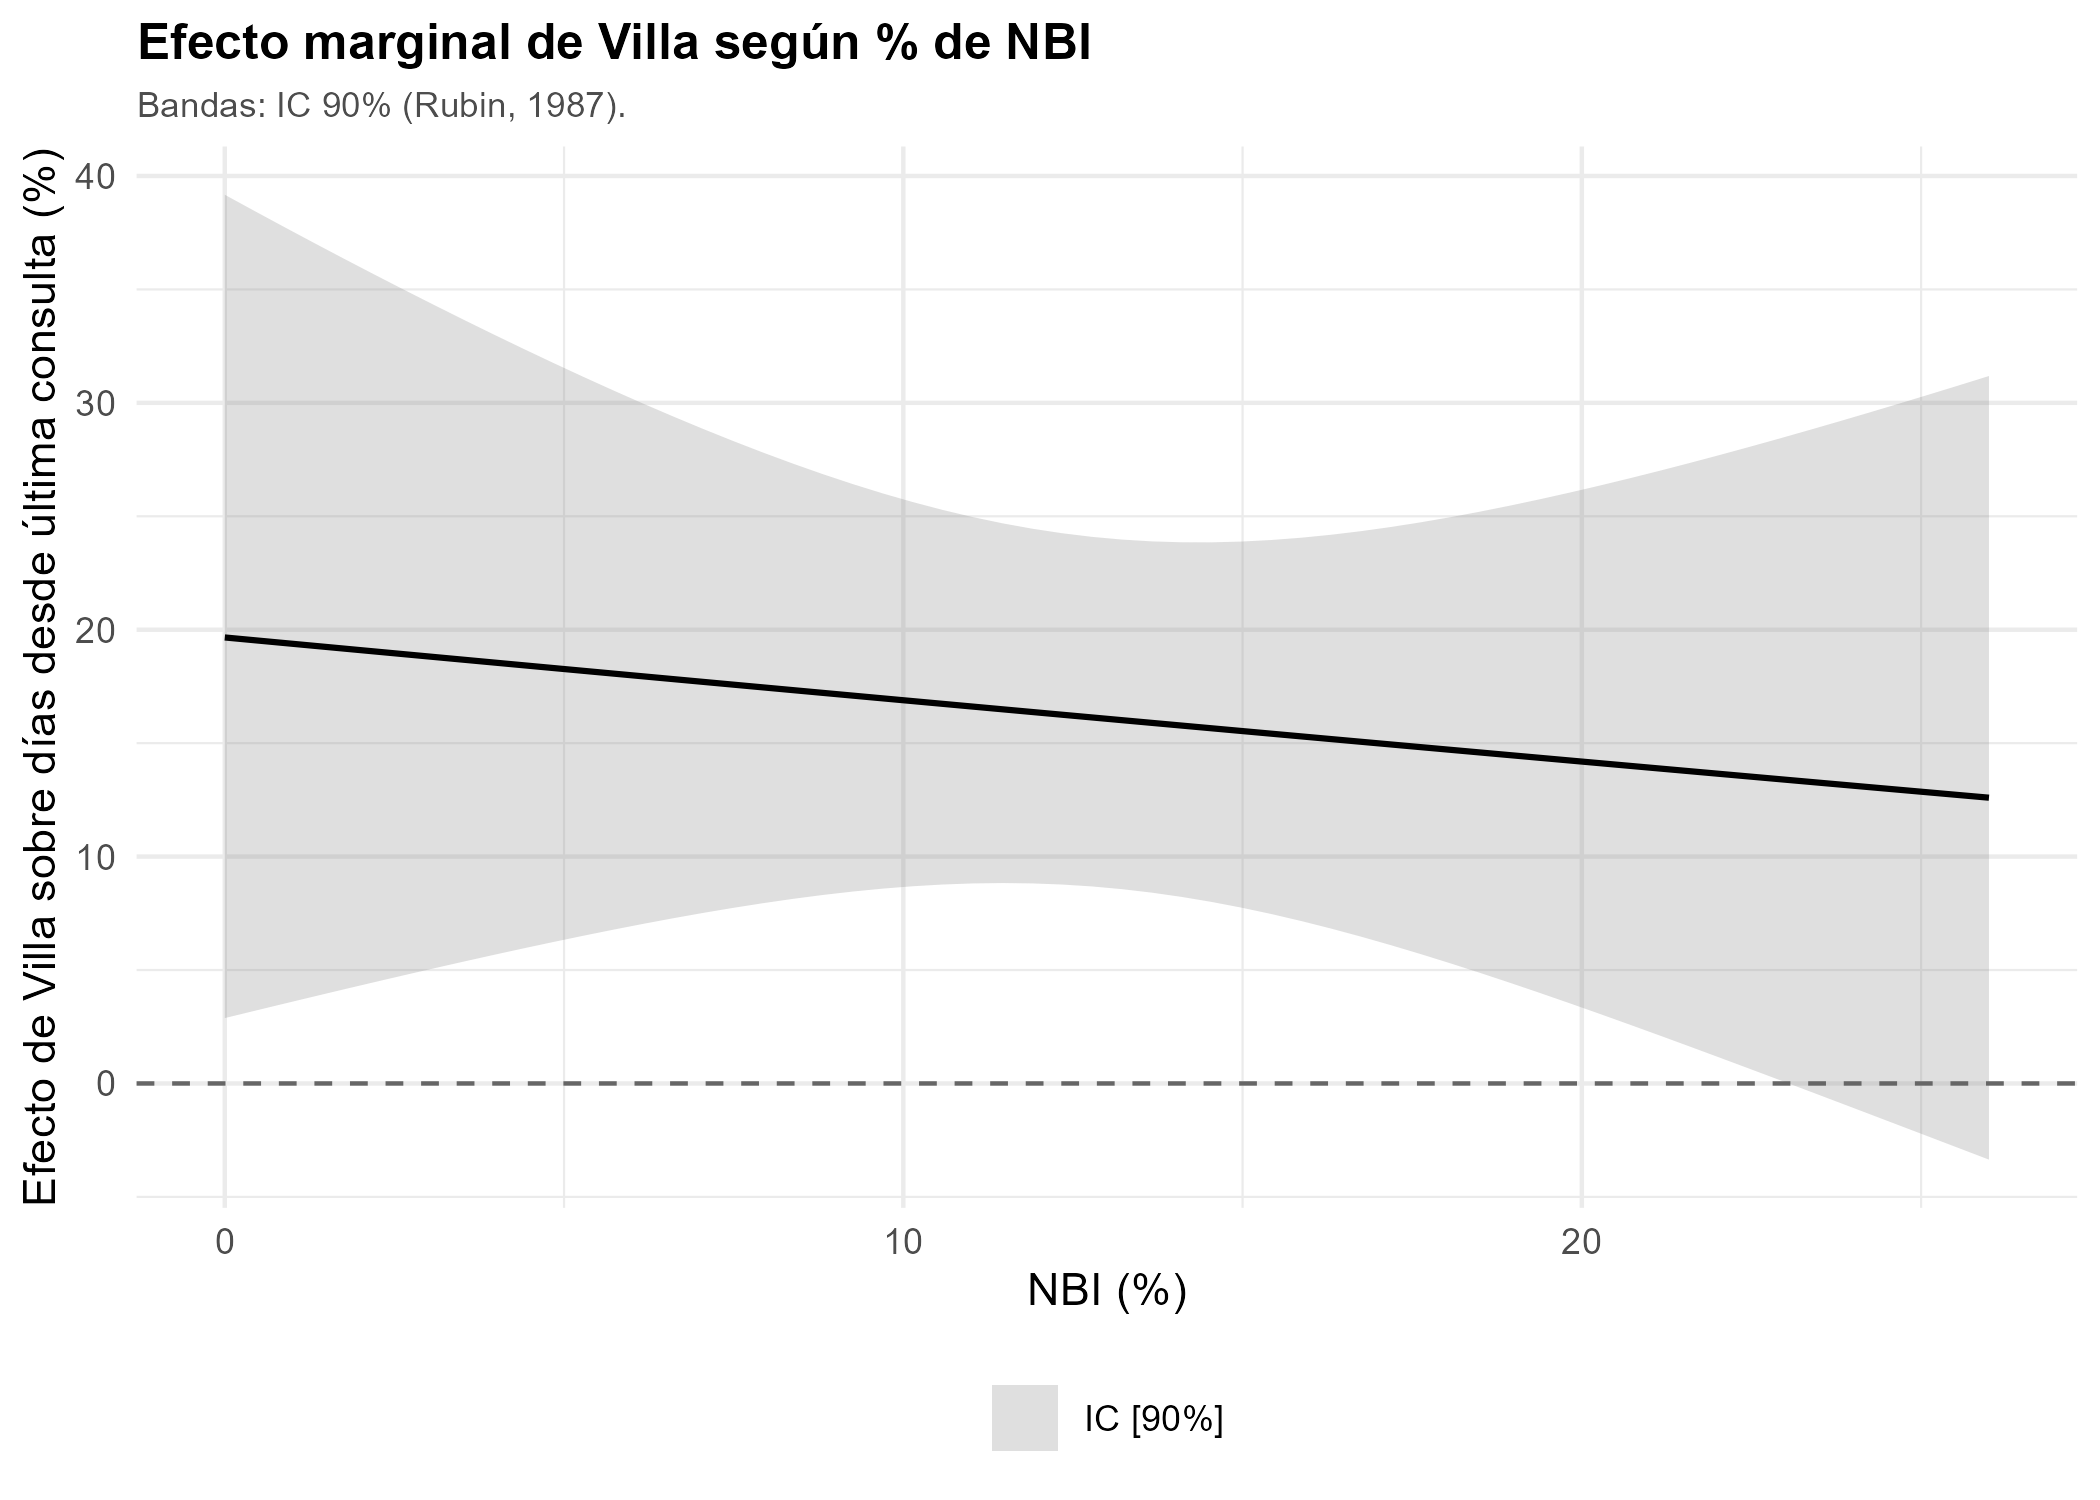 Efecto marginal de Villa según % de NBI
Bandas: IC 90% (Rubin, 1987).
Efecto de Villa sobre días desde última consulta (%)
40
30
20
10
0
0
10
20
NBI (%)
IC [90%]